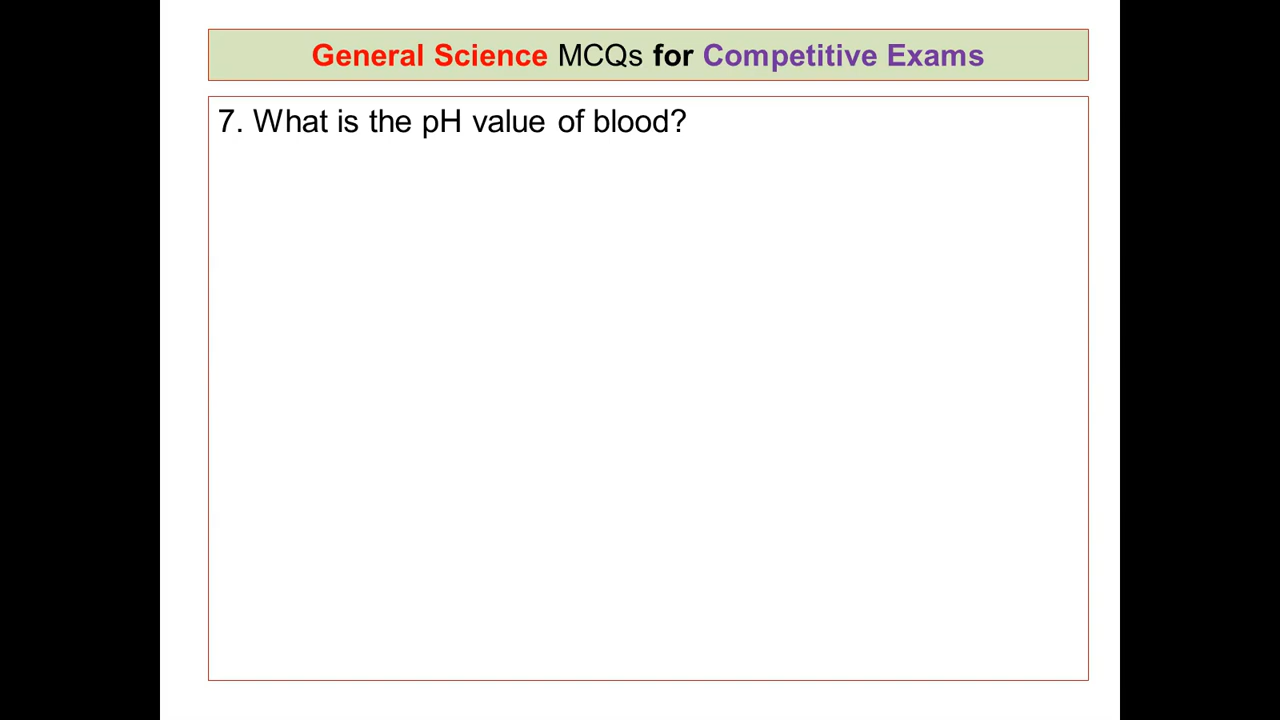 General Science MCQs for Competitive Exams
7. What is the pH value of blood?